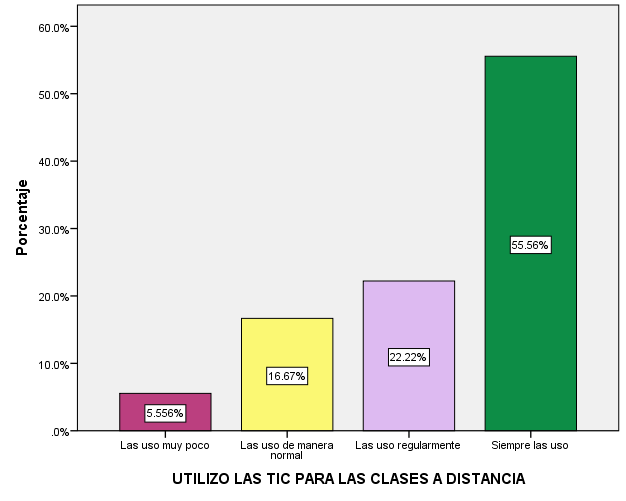 60.0%
50.0%
40.0%
30.0%
20.0%
10.0%
.0%
Porcentaje
5.556%
16.67%
22.22%
55.56%
Las uso muy poco
Las uso de manera
normal
Las uso regularmente
Siempre las uso
UTILIZO LAS TIC PARA LAS CLASES A DISTANCIA